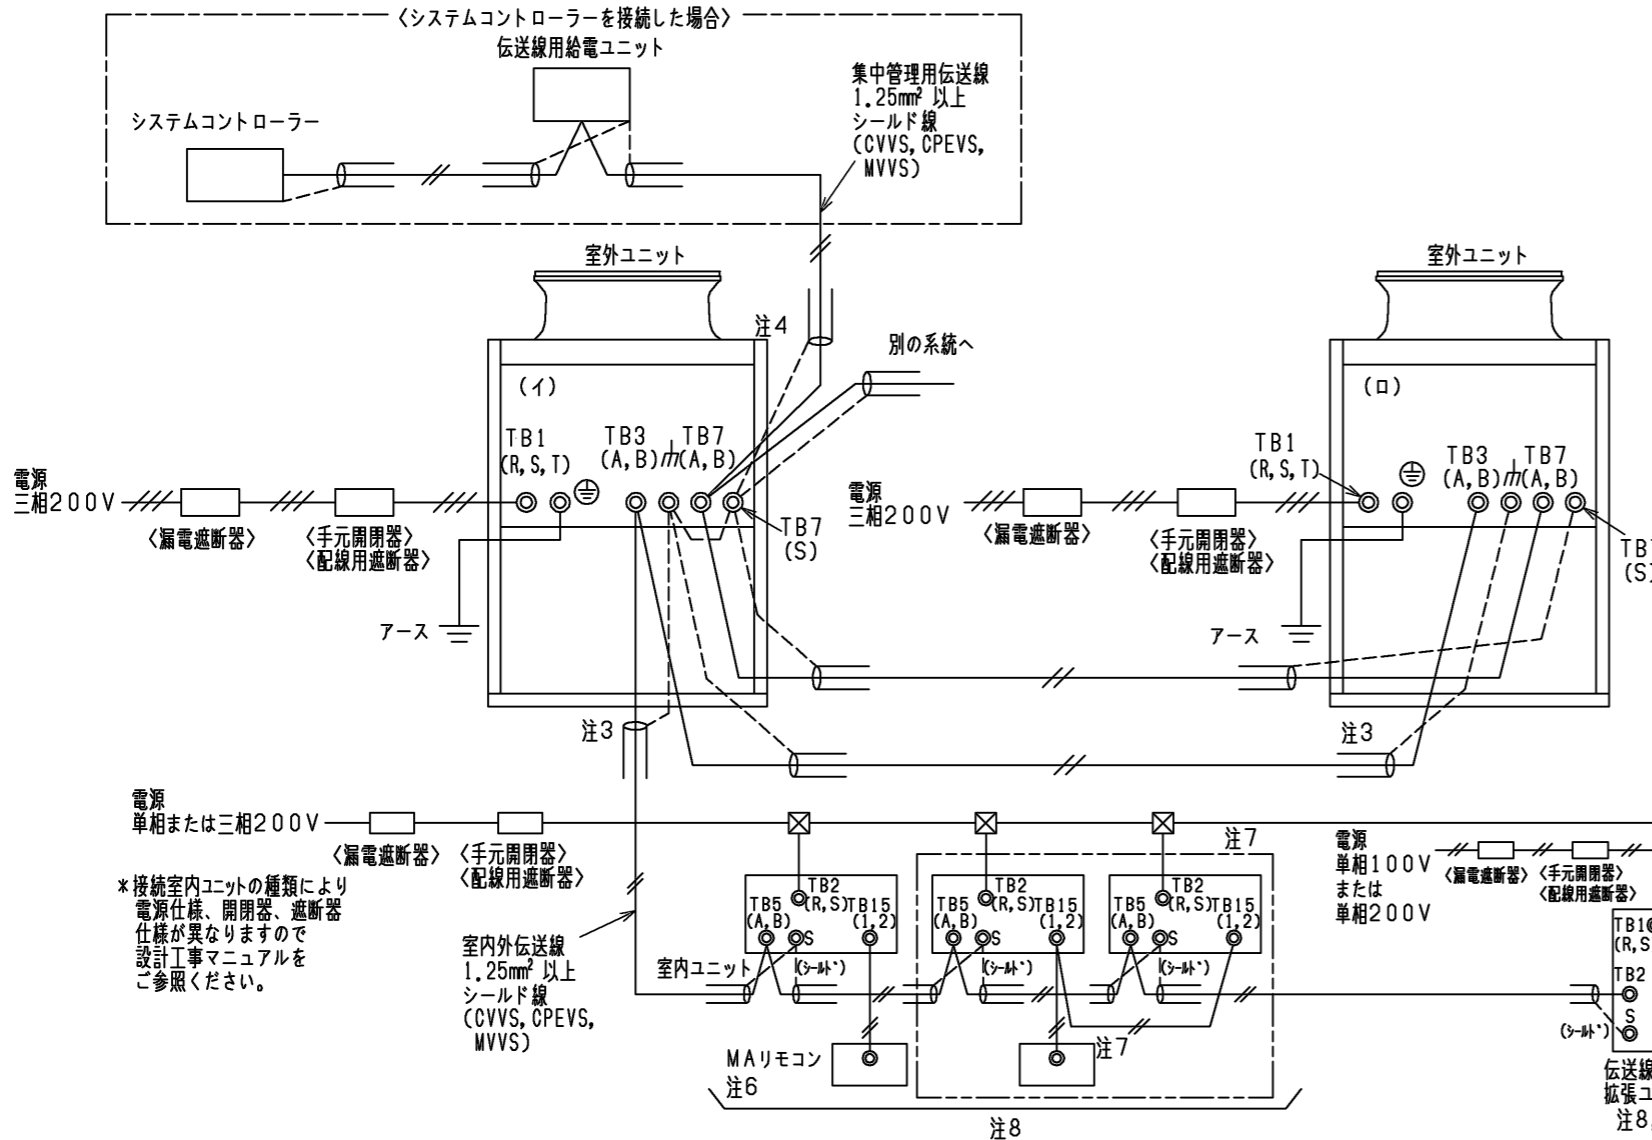 〈システムコントローラーを接続した場合〉
伝送線用給電ユニット
システムコントローラー
集中管理用伝送線
1.25mm² 以上
シールド線
(CVVS, CPEVS,
MVVS)
室外ユニット
注4
別の系統へ
(イ)
TB1
(R, S, T)
TB3
(A, B)
TB7
(A, B)
TB7
(S)
電源
三相200V
〈漏電遮断器〉
〈手元開閉器〉
〈配線用遮断器〉
アース
注3
室外ユニット
(ロ)
TB1
(R, S, T)
TB3
(A, B)
TB7
(A, B)
(S)
電源
三相200V
〈漏電遮断器〉
〈手元開閉器〉
〈配線用遮断器〉
アース
注3
電源
単相または三相200V
〈漏電遮断器〉
〈手元開閉器〉
〈配線用遮断器〉
*接続室内ユニットの種類により
電源仕様、開閉器、遮断器
仕様が異なりますので
設計工事マニュアルを
ご参照ください。
室内外伝送線
1.25mm² 以上
シールド線
(CVVS, CPEVS,
MVVS)
室内ユニット
TB2
(R, S)
TB5
(A, B)
TB15
(1, 2)
S
(シールド)
MAリモコン
注6
注7
TB2
(R, S)
TB5
(A, B)
TB15
(1, 2)
S
(シールド)
TB2
(R, S)
TB5
(A, B)
TB15
(1, 2)
S
(シールド)
注7
注8
電源
単相100V
または
単相200V
〈漏電遮断器〉
〈手元開閉器〉
〈配線用遮断器〉
TB1
(R, S
TB2
S
(シールド)
伝送線
拡張ユ
注8